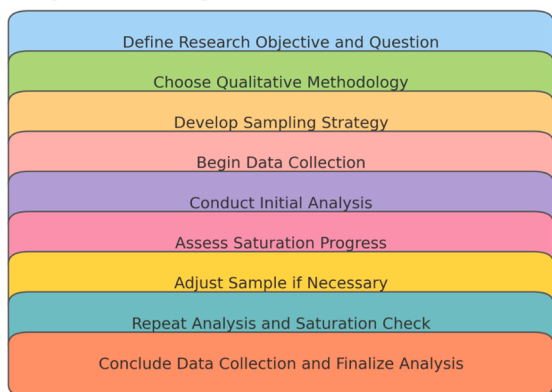 Define Research Objective and Question
Choose Qualitative Methodology
Develop Sampling Strategy
Begin Data Collection
Conduct Initial Analysis
Assess Saturation Progress
Adjust Sample if Necessary
Repeat Analysis and Saturation Check
Conclude Data Collection and Finalize Analysis